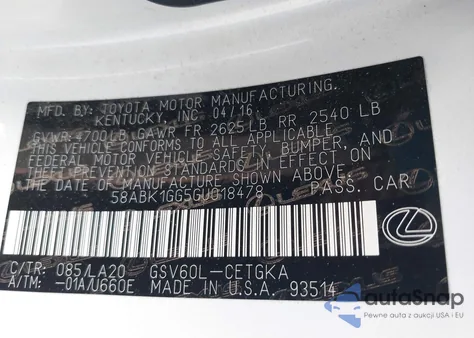 MFD. BY: TOYOTA MOTOR MANUFACTURING.
KENTUCKY, INC 04/16
GVWR 4700LB GAWR FR 2625LB RR 2540 LB
THIS VEHICLE CONFORMS TO ALL APPLICABLE
FEDERAL MOTOR VEHICLE SAFETY, BUMPER, AND
THEFT PREVENTION STANDARDS IN EFFECT ON
THE DATE OF MANUFACTURE SHOWN ABOVE.
58ABK1GG5GU018478 PASS. CAR
C/TR: 085/LA20 GSV60L-CETGKA
A/TM: -01A/U660E MADE IN U.S.A. 93514
autaSnap
Pewne auta z aukcji USA i EU